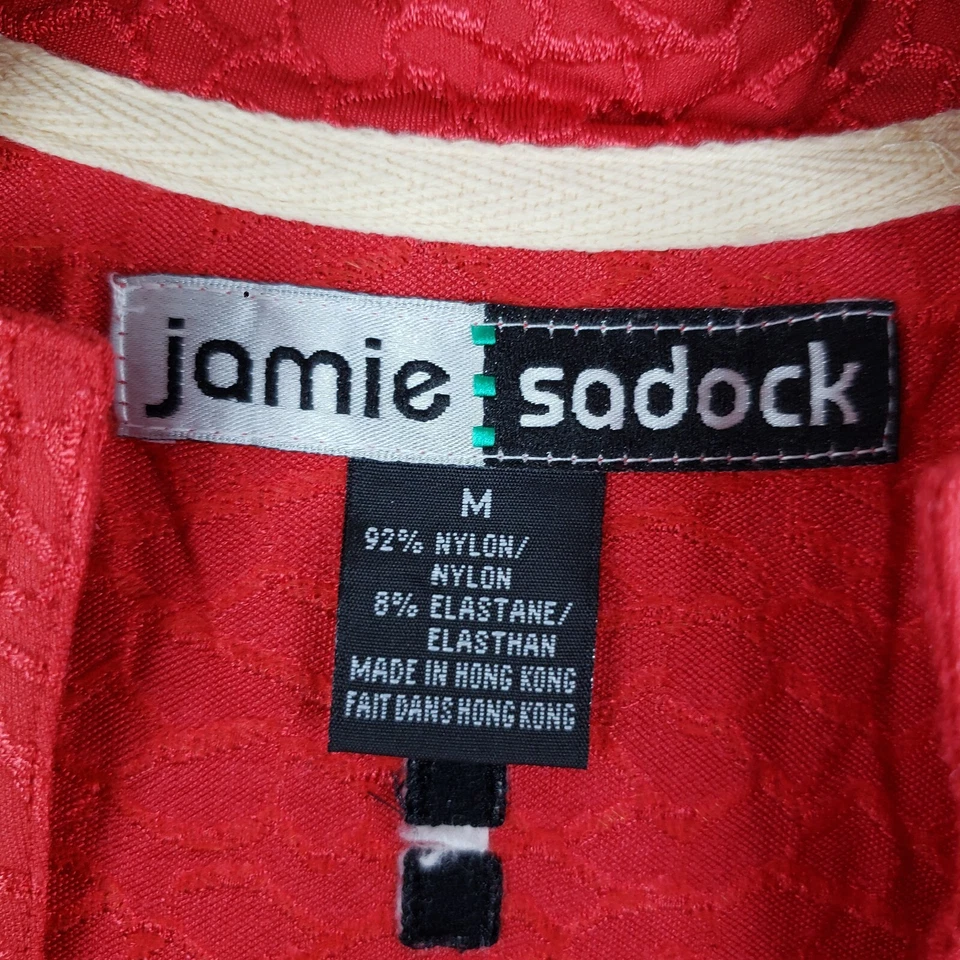 jamie sadock
M
92% NYLON/
NYLON
8% ELASTANE/
ELASTHAN
MADE IN HONG KONG
FAIT DANS HONG KONG